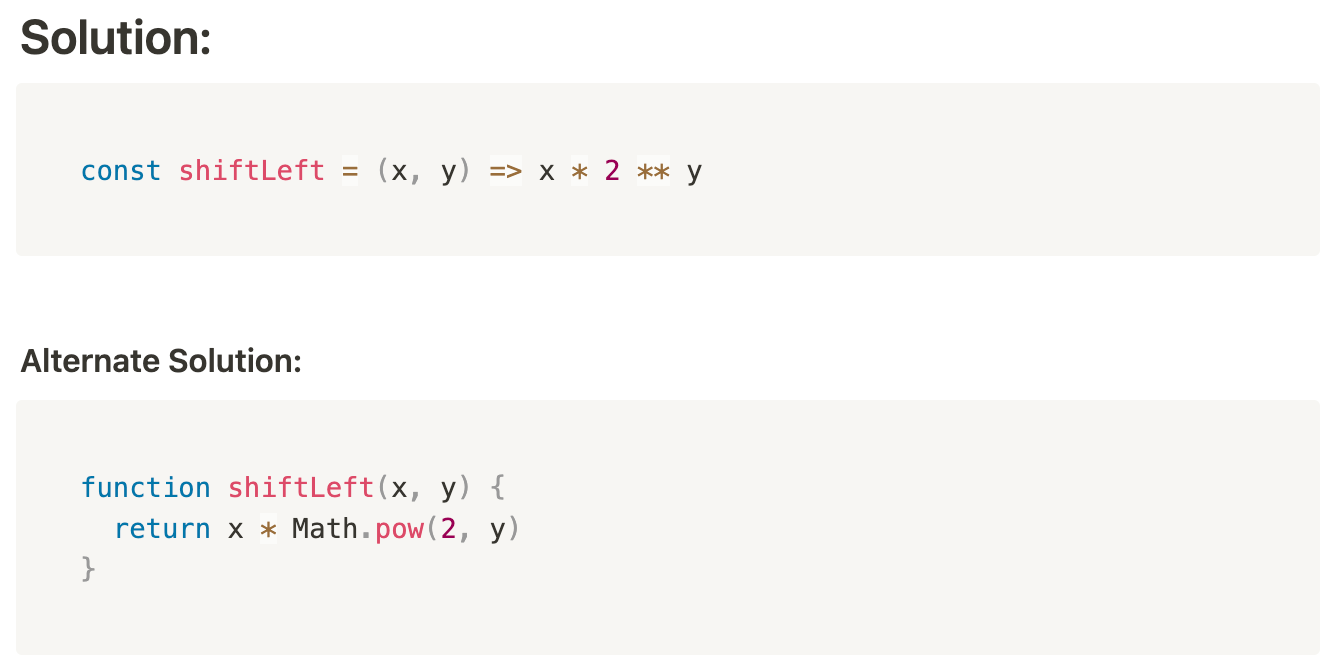 Solution:
const shiftLeft = (x, y) => x * 2 ** y
Alternate Solution:
function shiftLeft(x, y) {
  return x * Math.pow(2, y)
}